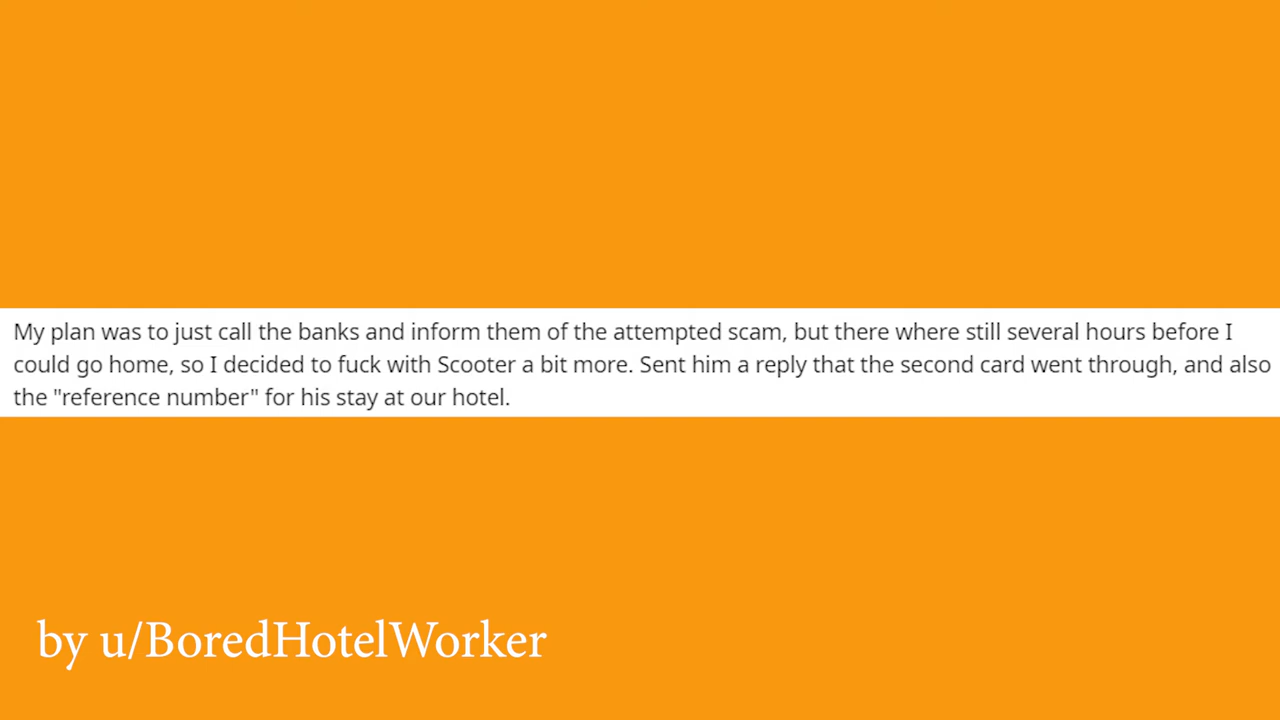 My plan was to just call the banks and inform them of the attempted scam, but there where still several hours before I
could go home, so I decided to fuck with Scooter a bit more. Sent him a reply that the second card went through, and also
the "reference number" for his stay at our hotel.
by u/BoredHotelWorker